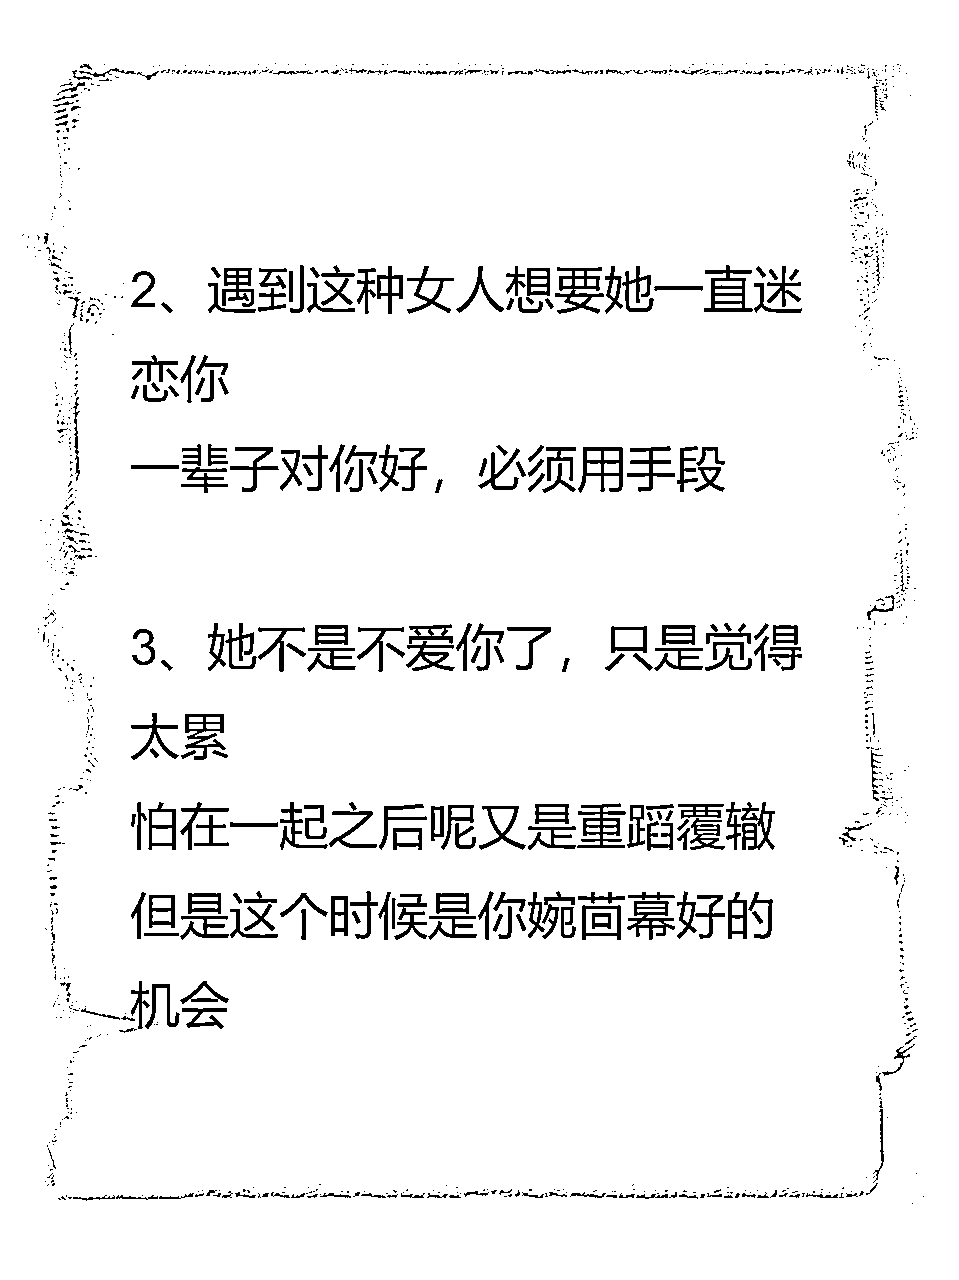 2、遇到这种女人想要她一直迷
恋你
一辈子对你好，必须用手段
3、她不是不爱你了，只是觉得
太累
怕在一起之后呢又是重蹈覆辙
但是这个时候是你婉茴幕好的
机会